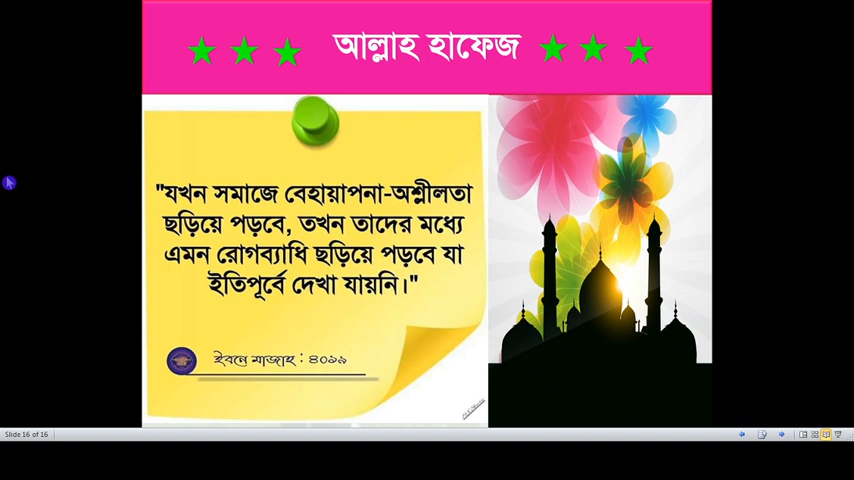 আল্লাহ হাফেজ
"যখন সমাজে বেহায়াপনা-অশ্লীলতা
ছড়িয়ে পড়বে, তখন তাদের মধ্যে
এমন রোগব্যাধি ছড়িয়ে পড়বে যা
ইতিপূর্বে দেখা যায়নি।"
ইবনে মাজাহ : ৪০৯৯
Slide 16 of 16